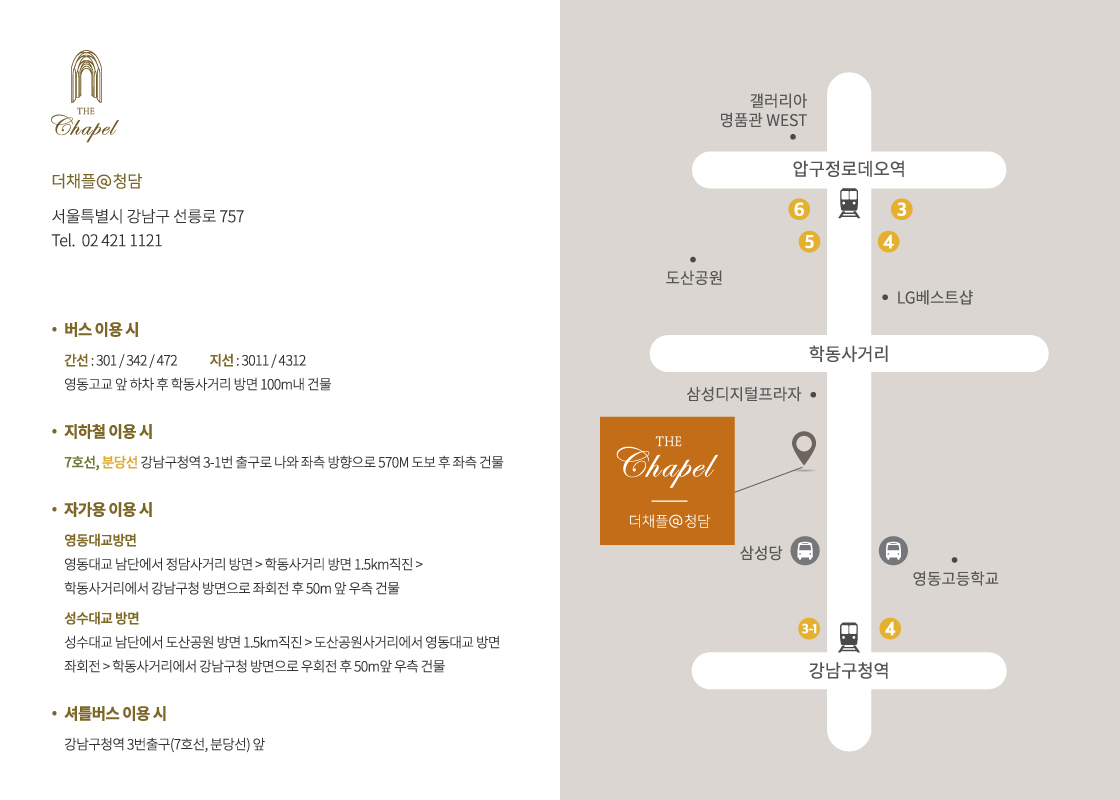 THE
Chapel
더채플@청담
서울특별시 강남구 선릉로 757
Tel. 02 421 1121
• 버스 이용 시
간선 : 301 / 342 / 472 지선 : 3011 / 4312
영동고교 앞 하차 후 학동사거리 방면 100m내 건물
• 지하철 이용 시
7호선, 분당선 강남구청역 3-1번 출구로 나와 좌측 방향으로 570M 도보 후 좌측 건물
• 자가용 이용 시
영동대교방면
영동대교 남단에서 정담사거리 방면 > 학동사거리 방면 1.5km직진 >
학동사거리에서 강남구청 방면으로 좌회전 후 50m 앞 우측 건물
성수대교 방면
성수대교 남단에서 도산공원 방면 1.5km직진 > 도산공원사거리에서 영동대교 방면
좌회전 > 학동사거리에서 강남구청 방면으로 우회전 후 50m앞 우측 건물
• 셔틀버스 이용 시
강남구청역 3번출구(7호선, 분당선) 앞
갤러리아
명품관 WEST
압구정로데오역
6 3
5 4
도산공원
LG베스트샵
학동사거리
삼성디지털프라자
THE
Chapel
더채플@청담
삼성당
영동고등학교
3-1 4
강남구청역